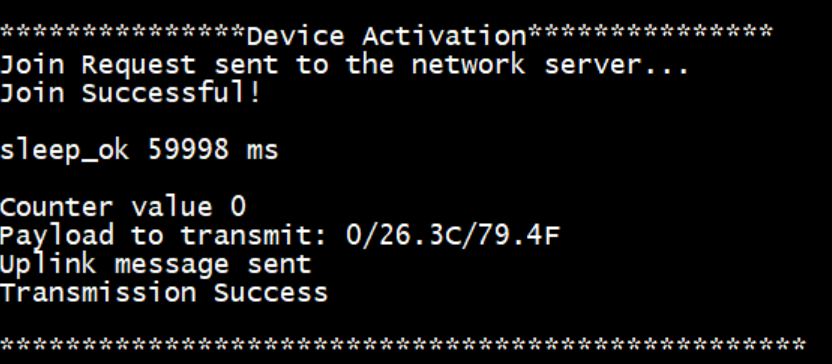 ***************Device Activation***************
Join Request sent to the network server...
Join Successful!
sleep_ok 59998 ms
Counter value 0
Payload to transmit: 0/26.3C/79.4F
Uplink message sent
Transmission Success
*************************************************